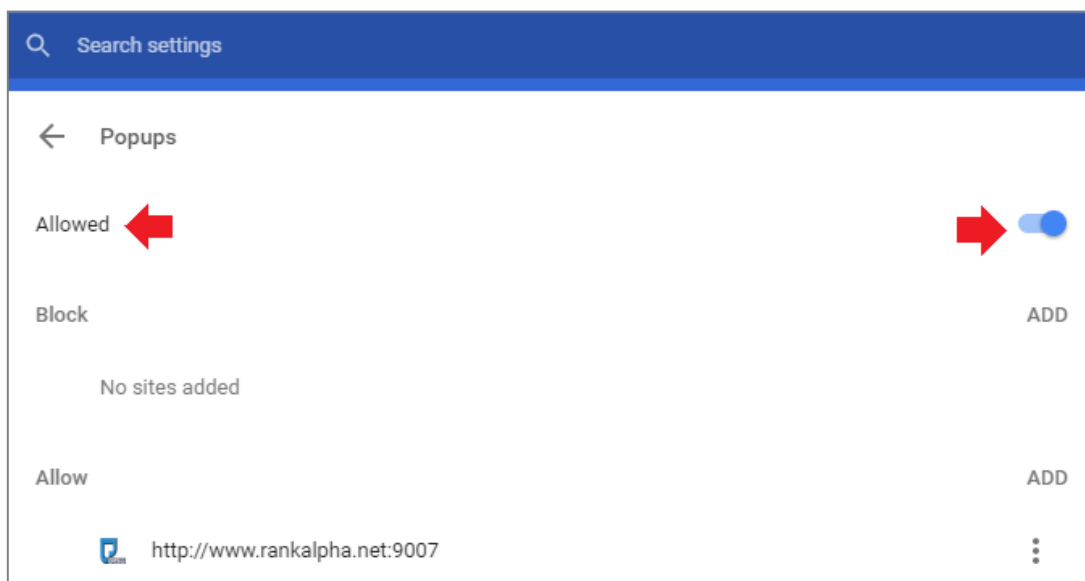 Search settings
Popups
Allowed
Block ADD
No sites added
Allow ADD
http://www.rankalpha.net:9007